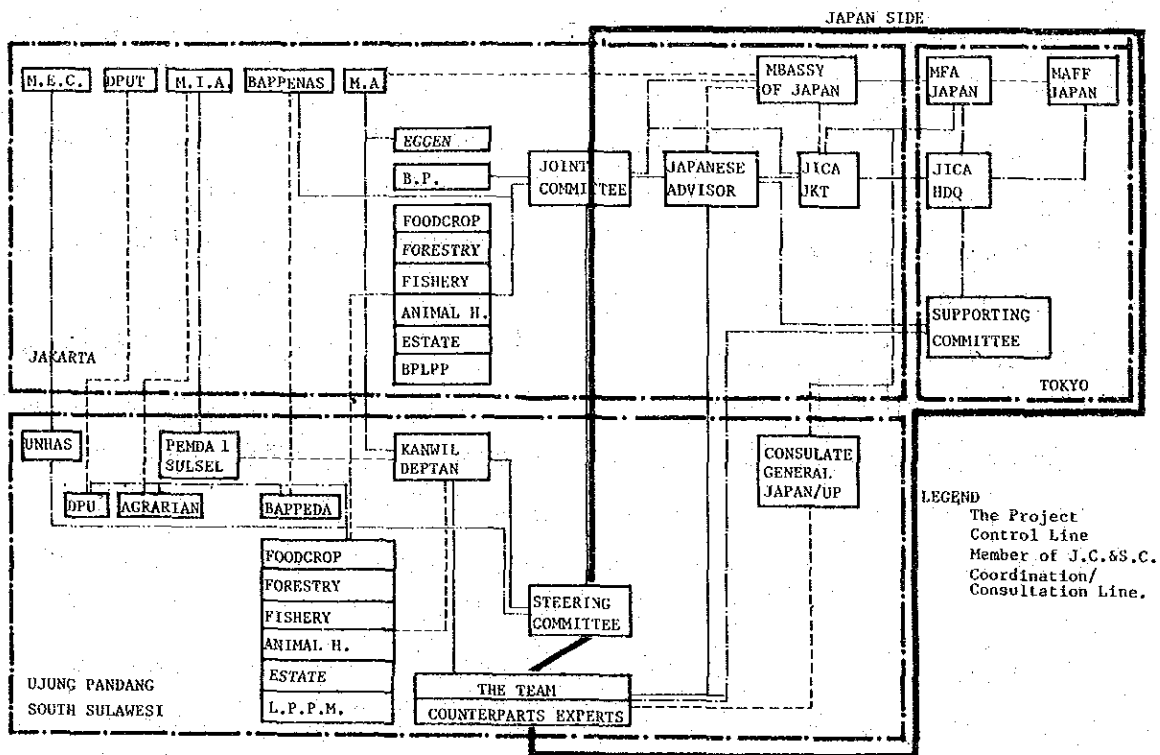 JAPAN SIDE
M.E.C.
DPUT
M.I.A.
BAPPENAS
M.A
MBASSY
OF JAPAN
MFA
JAPAN
MAFF
JAPAN
EGGEN
B.P.
JOINT
COMMITTEE
JAPANESE
ADVISOR
JICA
JKT
JICA
HDQ
FOODCROP
FORESTRY
FISHERY
ANIMAL H.
ESTATE
BPLPP
SUPPORTING
COMMITTEE
JAKARTA
TOKYO
UNHAS
PEMDA I
SULSEL
KANWIL
DEPTAN
CONSULATE
GENERAL
JAPAN/UP
DPU
AGRARIAN
BAPPEDA
LEGEND
The Project
Control Line
Member of J.C.&S.C.
Coordination/
Consultation Line.
FOODCROP
FORESTRY
FISHERY
ANIMAL H.
ESTATE
L.P.P.M.
STEERING
COMMITTEE
UJUNG PANDANG
SOUTH SULAWESI
THE TEAM
COUNTERPARTS EXPERTS